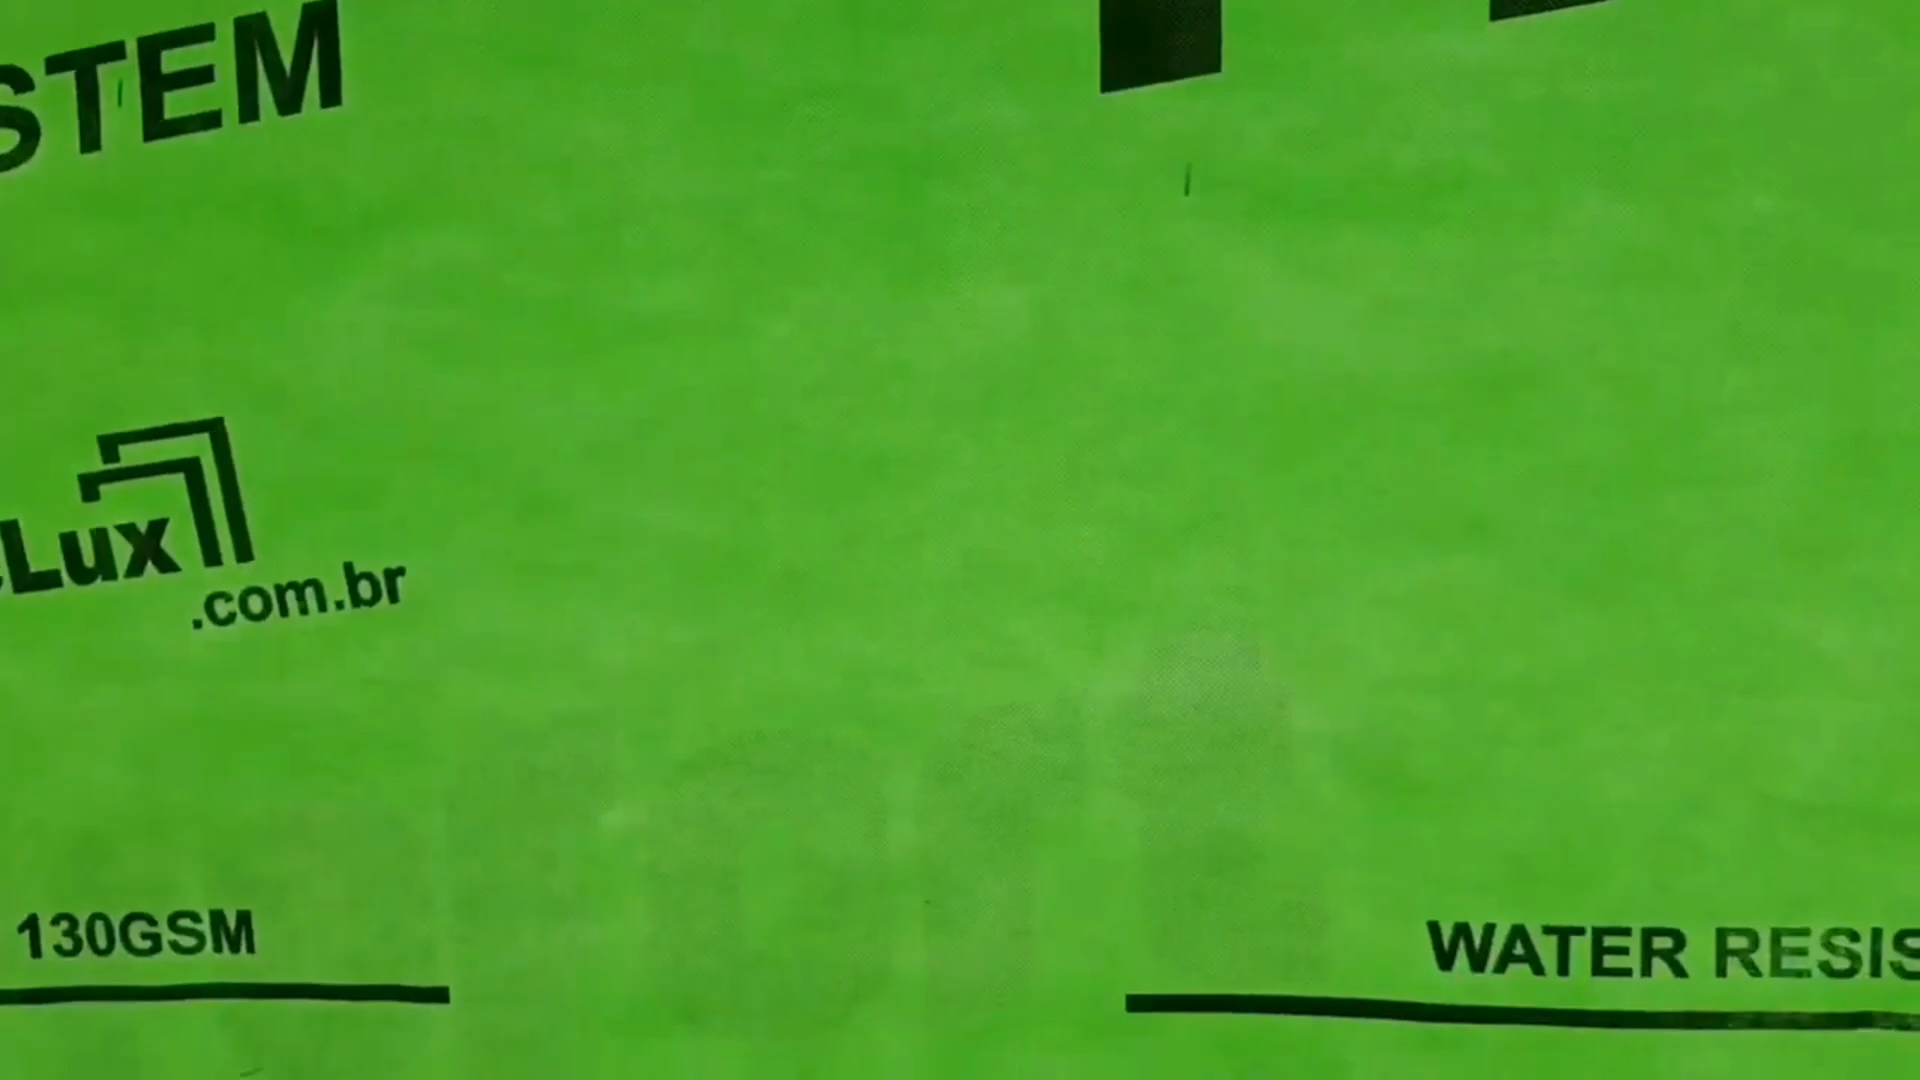 STEM
Lux
.com.br
130GSM
WATER RESIS